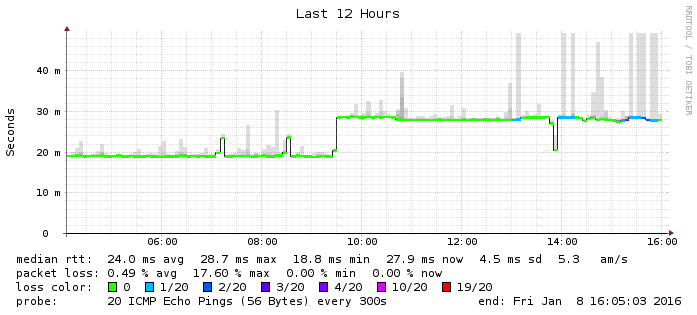 Last 12 Hours
RRDTOOL / TOBI OETIKER
Seconds
40 m
30 m
20 m
10 m
0
06:00 08:00 10:00 12:00 14:00 16:00
median rtt: 24.0 ms avg 28.7 ms max 18.8 ms min 27.9 ms now 4.5 ms sd 5.3 am/s
packet loss: 0.49 % avg 17.60 % max 0.00 % min 0.00 % now
loss color: 0 1/20 2/20 3/20 4/20 10/20 19/20
probe: 20 ICMP Echo Pings (56 Bytes) every 300s end: Fri Jan 8 16:05:03 2016